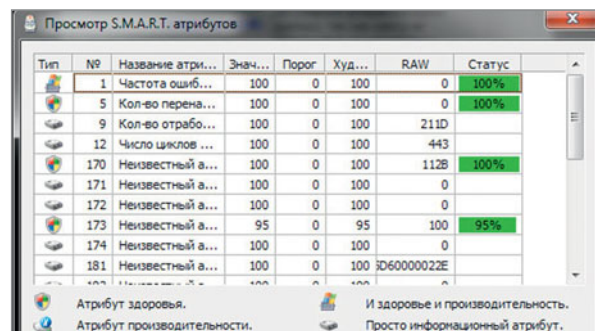 Просмотр S.M.A.R.T. атрибутов
Тип № Название атри... Знач... Порог Худ... RAW Статус
1 Частота ошиб... 100 0 100 0 100%
5 Кол-во перена... 100 0 100 0 100%
9 Кол-во отрабо... 100 0 100 211D
12 Число циклов ... 100 0 100 443
170 Неизвестный а... 100 0 100 112B 100%
171 Неизвестный а... 100 0 100 0
172 Неизвестный а... 100 0 100 0
173 Неизвестный а... 95 0 95 100 95%
174 Неизвестный а... 100 0 100 0
181 Неизвестный а... 100 0 100 5D60000022E
Атрибут здоровья. И здоровье и производительность.
Атрибут производительности. Просто информационный атрибут.